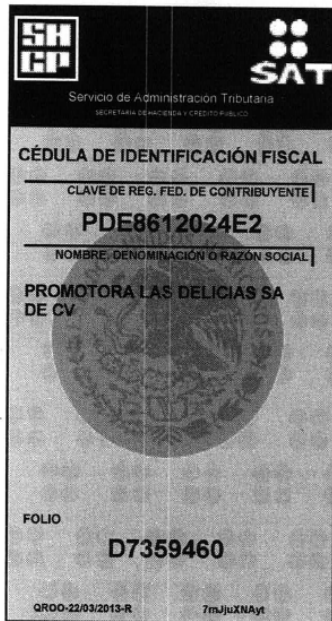 SHCP
SAT
Servicio de Administración Tributaria
SECRETARIA DE HACIENDA Y CREDITO PUBLICO
CÉDULA DE IDENTIFICACIÓN FISCAL
CLAVE DE REG. FED. DE CONTRIBUYENTE
PDE8612024E2
NOMBRE, DENOMINACIÓN O RAZÓN SOCIAL
PROMOTORA LAS DELICIAS SA
DE CV
FOLIO
D7359460
QROO-22/03/2013-R 7mJjuXNAyt